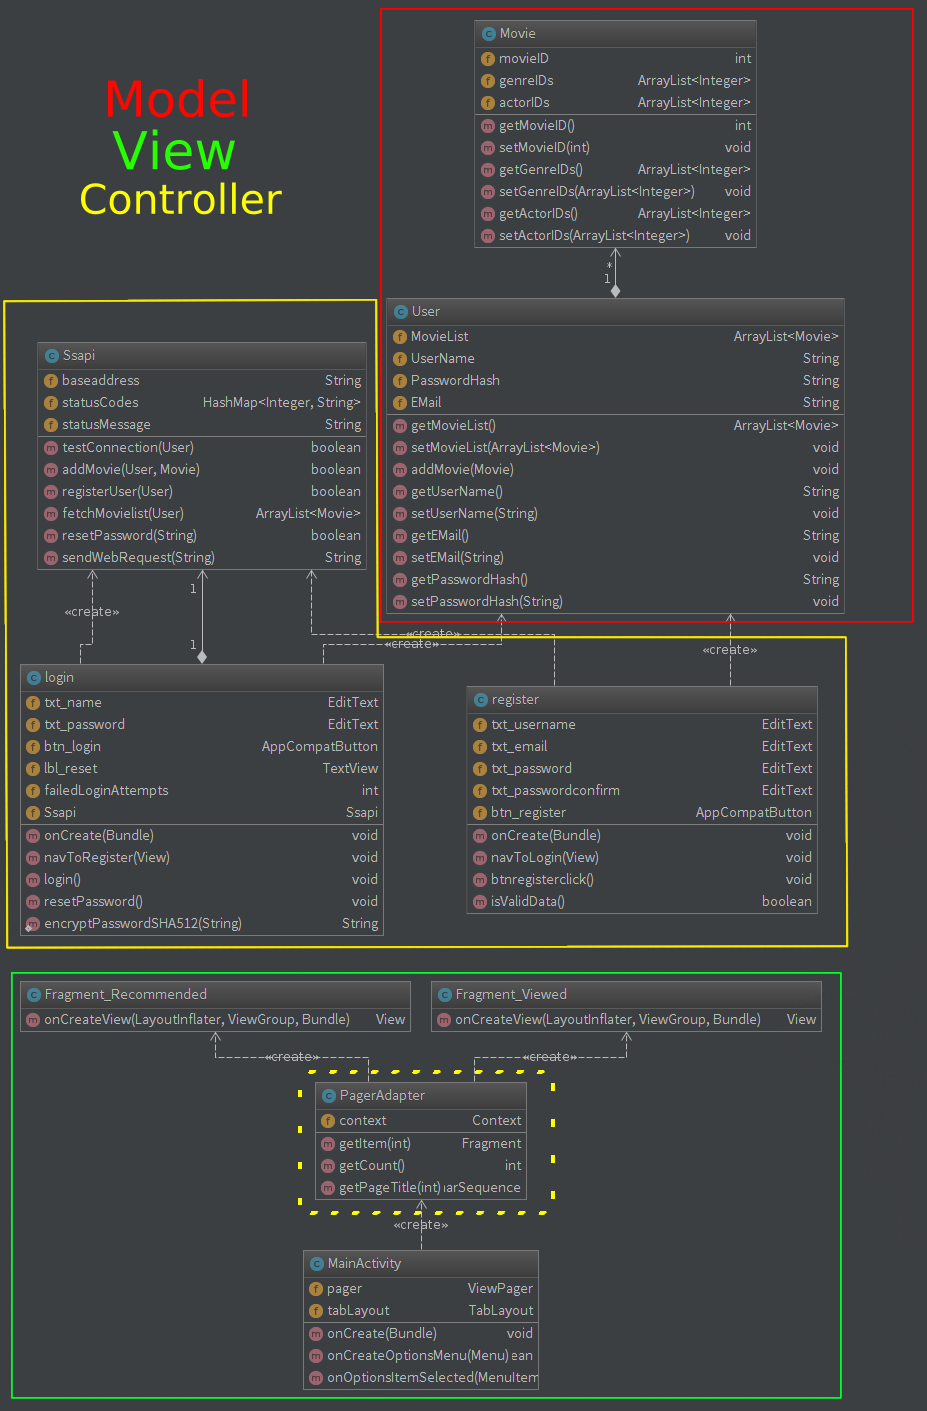 Model
View
Controller
Movie
movieID int
genreIDs ArrayList<Integer>
actorIDs ArrayList<Integer>
getMovieID() int
setMovieID(int) void
getGenreIDs() ArrayList<Integer>
setGenreIDs(ArrayList<Integer>) void
getActorIDs() ArrayList<Integer>
setActorIDs(ArrayList<Integer>) void
*
1
User
MovieList ArrayList<Movie>
UserName String
PasswordHash String
EMail String
getMovieList() ArrayList<Movie>
setMovieList(ArrayList<Movie>) void
addMovie(Movie) void
getUserName() String
setUserName(String) void
getEMail() String
setEMail(String) void
getPasswordHash() String
setPasswordHash(String) void
Ssapi
baseaddress String
statusCodes HashMap<Integer, String>
statusMessage String
testConnection(User) boolean
addMovie(User, Movie) boolean
registerUser(User) boolean
fetchMovielist(User) ArrayList<Movie>
resetPassword(String) boolean
sendWebRequest(String) String
1
«create»
1
«create»
«create»
«create»
login
txt_name EditText
txt_password EditText
btn_login AppCompatButton
lbl_reset TextView
failedLoginAttempts int
Ssapi Ssapi
onCreate(Bundle) void
navToRegister(View) void
login() void
resetPassword() void
encryptPasswordSHA512(String) String
register
txt_username EditText
txt_email EditText
txt_password EditText
txt_passwordconfirm EditText
btn_register AppCompatButton
onCreate(Bundle) void
navToLogin(View) void
btnregisterclick() void
isValidData() boolean
Fragment_Recommended
onCreateView(LayoutInflater, ViewGroup, Bundle) View
Fragment_Viewed
onCreateView(LayoutInflater, ViewGroup, Bundle) View
«create»
«create»
PagerAdapter
context Context
getItem(int) Fragment
getCount() int
getPageTitle(int) arSequence
«create»
MainActivity
pager ViewPager
tabLayout TabLayout
onCreate(Bundle) void
onCreateOptionsMenu(Menu) ean
onOptionsItemSelected(MenuItem